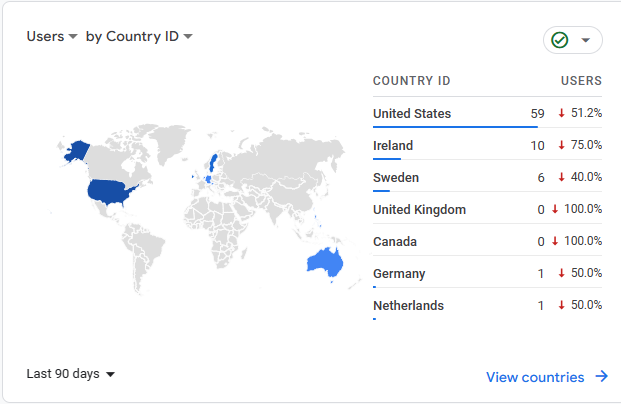 Users by Country ID
COUNTRY ID USERS
United States 59 ↓ 51.2%
Ireland 10 ↓ 75.0%
Sweden 6 ↓ 40.0%
United Kingdom 0 ↓ 100.0%
Canada 0 ↓ 100.0%
Germany 1 ↓ 50.0%
Netherlands 1 ↓ 50.0%
Last 90 days View countries →